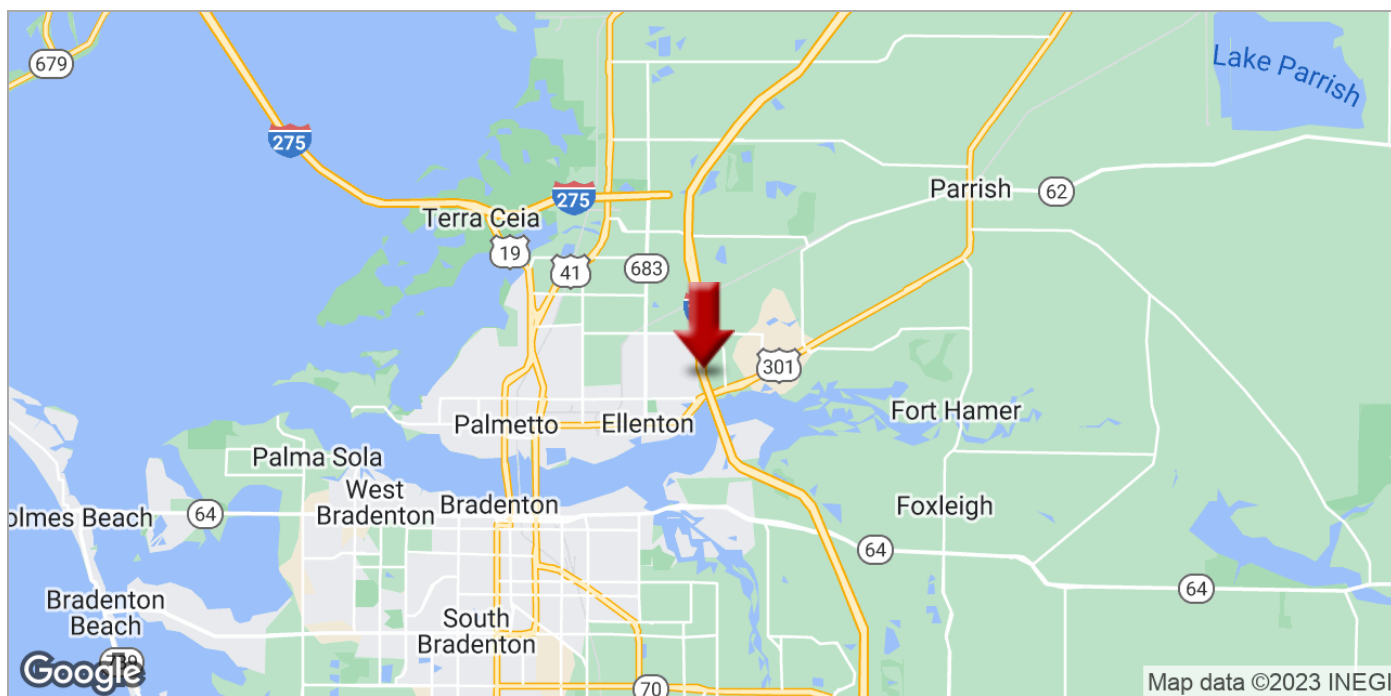 679
Lake Parrish
275
275
Parrish
62
Terra Ceia
19
41
683
301
Fort Hamer
Palmetto
Ellenton
Palma Sola
West
Bradenton
Bradenton
64
olmes Beach
Foxleigh
64
64
Bradenton
Beach
South
Bradenton
70
Google
Map data ©2023 INEGI